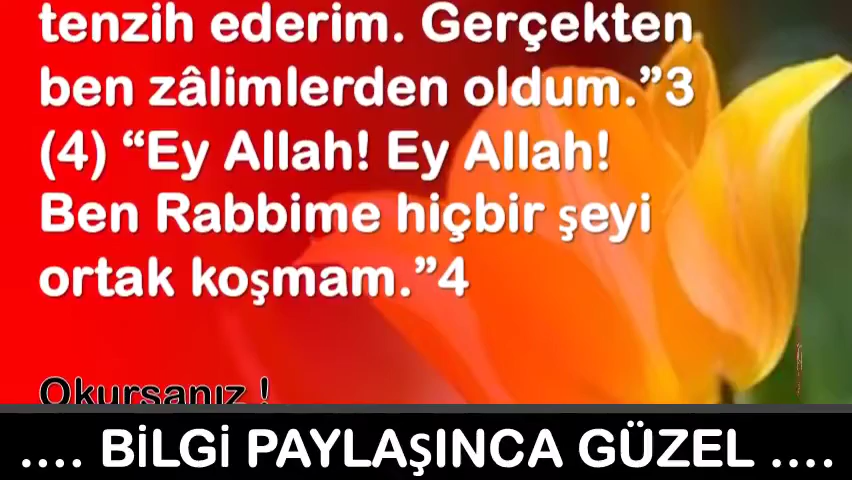 tenzih ederim. Gerçekten
ben zâlimlerden oldum.”3
(4) “Ey Allah! Ey Allah!
Ben Rabbime hiçbir şeyi
ortak koşmam.”4
Okursanız !
.... BİLGİ PAYLAŞINCA GÜZEL ....